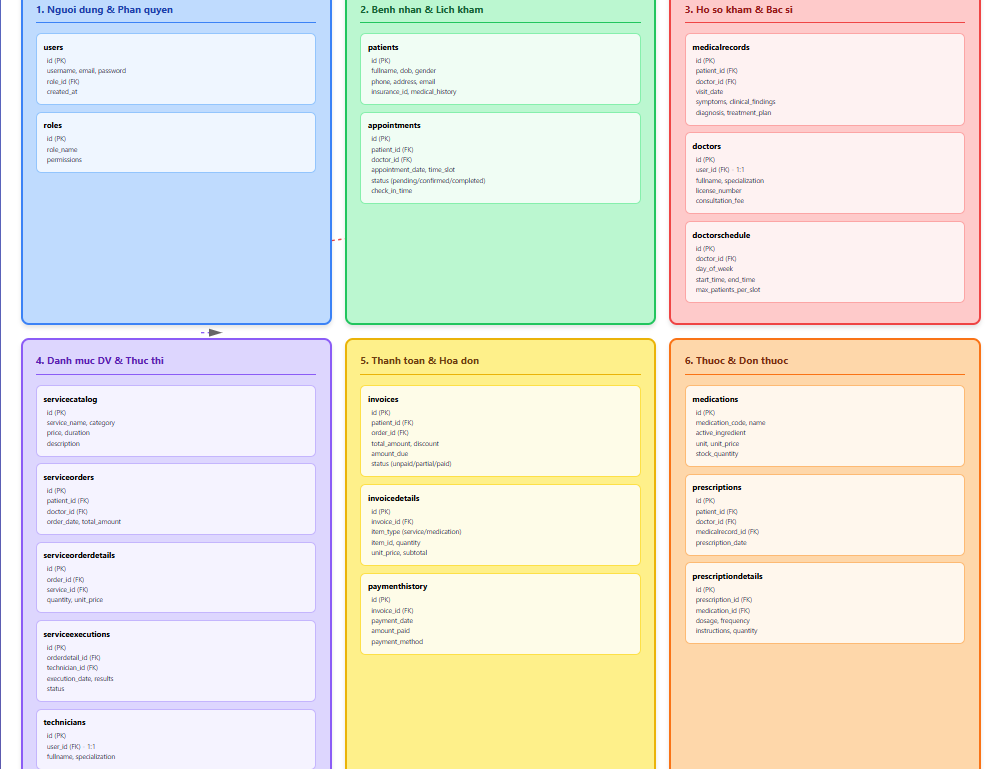 1. Nguoi dung & Phan quyen
users
id (PK)
username, email, password
role_id (FK)
created_at
roles
id (PK)
role_name
permissions
2. Benh nhan & Lich kham
patients
id (PK)
fullname, dob, gender
phone, address, email
insurance_id, medical_history
appointments
id (PK)
patient_id (FK)
doctor_id (FK)
appointment_date, time_slot
status (pending/confirmed/completed)
check_in_time
3. Ho so kham & Bac si
medicalrecords
id (PK)
patient_id (FK)
doctor_id (FK)
visit_date
symptoms, clinical_findings
diagnosis, treatment_plan
doctors
id (PK)
user_id (FK) - 1:1
fullname, specialization
license_number
consultation_fee
doctorschedule
id (PK)
doctor_id (FK)
day_of_week
start_time, end_time
max_patients_per_slot
4. Danh muc DV & Thuc thi
servicecatalog
id (PK)
service_name, category
price, duration
description
serviceorders
id (PK)
patient_id (FK)
doctor_id (FK)
order_date, total_amount
serviceorderdetails
id (PK)
order_id (FK)
service_id (FK)
quantity, unit_price
serviceexecutions
id (PK)
orderdetail_id (FK)
technician_id (FK)
execution_date, results
status
technicians
id (PK)
user_id (FK) - 1:1
fullname, specialization
5. Thanh toan & Hoa don
invoices
id (PK)
patient_id (FK)
order_id (FK)
total_amount, discount
amount_due
status (unpaid/partial/paid)
invoicedetails
id (PK)
invoice_id (FK)
item_type (service/medication)
item_id, quantity
unit_price, subtotal
paymenthistory
id (PK)
invoice_id (FK)
payment_date
amount_paid
payment_method
6. Thuoc & Don thuoc
medications
id (PK)
medication_code, name
active_ingredient
unit, unit_price
stock_quantity
prescriptions
id (PK)
patient_id (FK)
doctor_id (FK)
medicalrecord_id (FK)
prescription_date
prescriptiondetails
id (PK)
prescription_id (FK)
medication_id (FK)
dosage, frequency
instructions, quantity